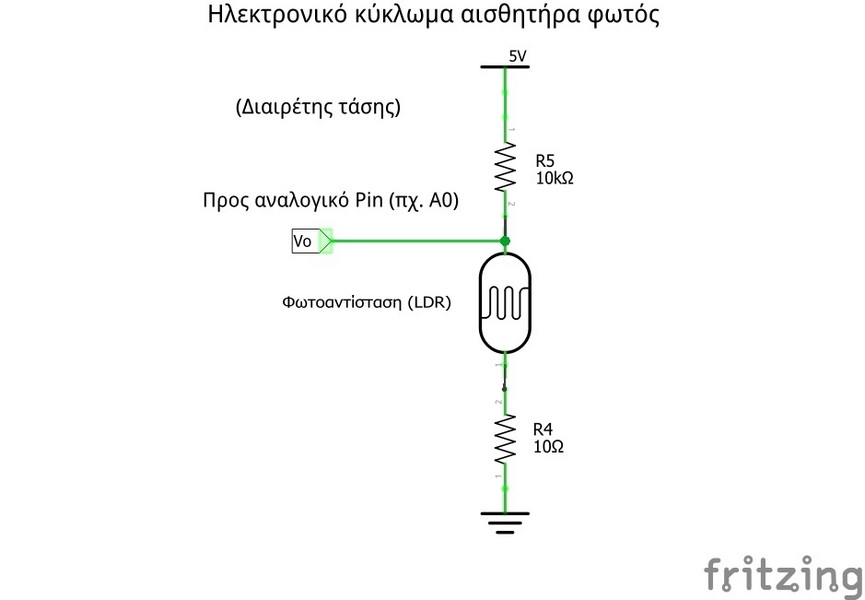 Ηλεκτρονικό κύκλωμα αισθητήρα φωτός
5V
(Διαιρέτης τάσης)
1
R5
10kΩ
Προς αναλογικό Pin (πχ. A0)
2
Vo
Φωτοαντίσταση (LDR)
1
2
R4
10Ω
1
fritzing